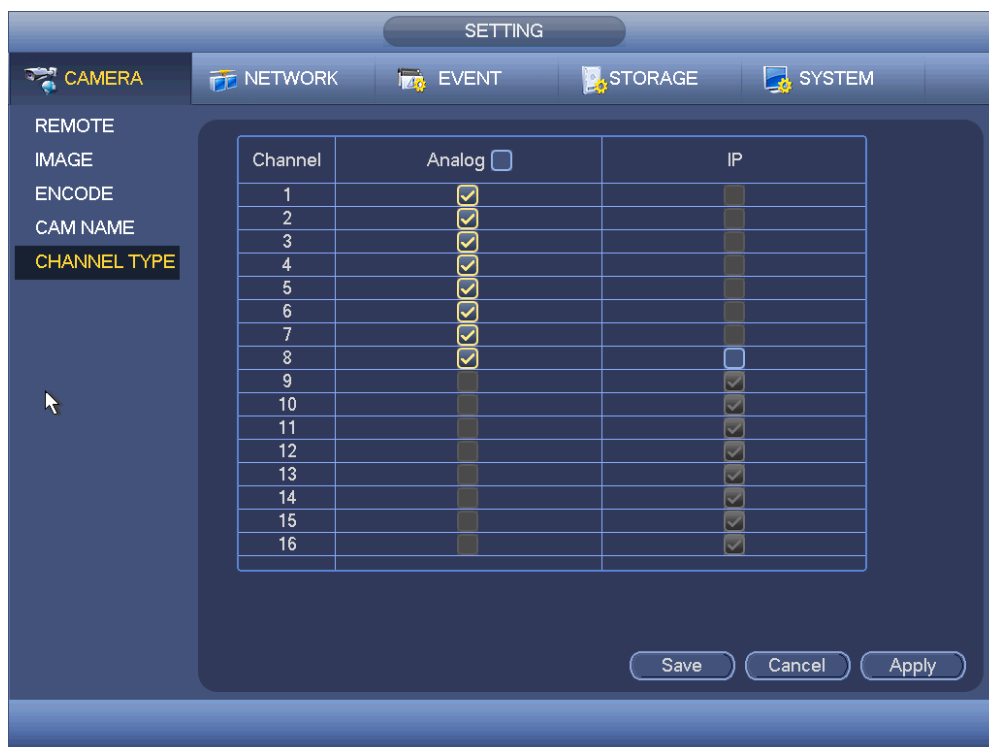 SETTING
CAMERA NETWORK EVENT STORAGE SYSTEM
REMOTE
IMAGE
ENCODE
CAM NAME
CHANNEL TYPE
Channel Analog IP
1
2
3
4
5
6
7
8
9
10
11
12
13
14
15
16
Save Cancel Apply